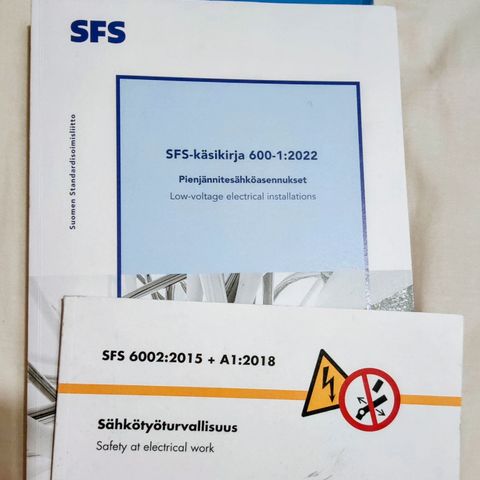 SFS
Suomen Standardisoimisliitto
SFS-käsikirja 600-1:2022
Pienjännitesähköasennukset
Low-voltage electrical installations
SFS 6002:2015 + A1:2018
Sähkötyöturvallisuus
Safety at electrical work